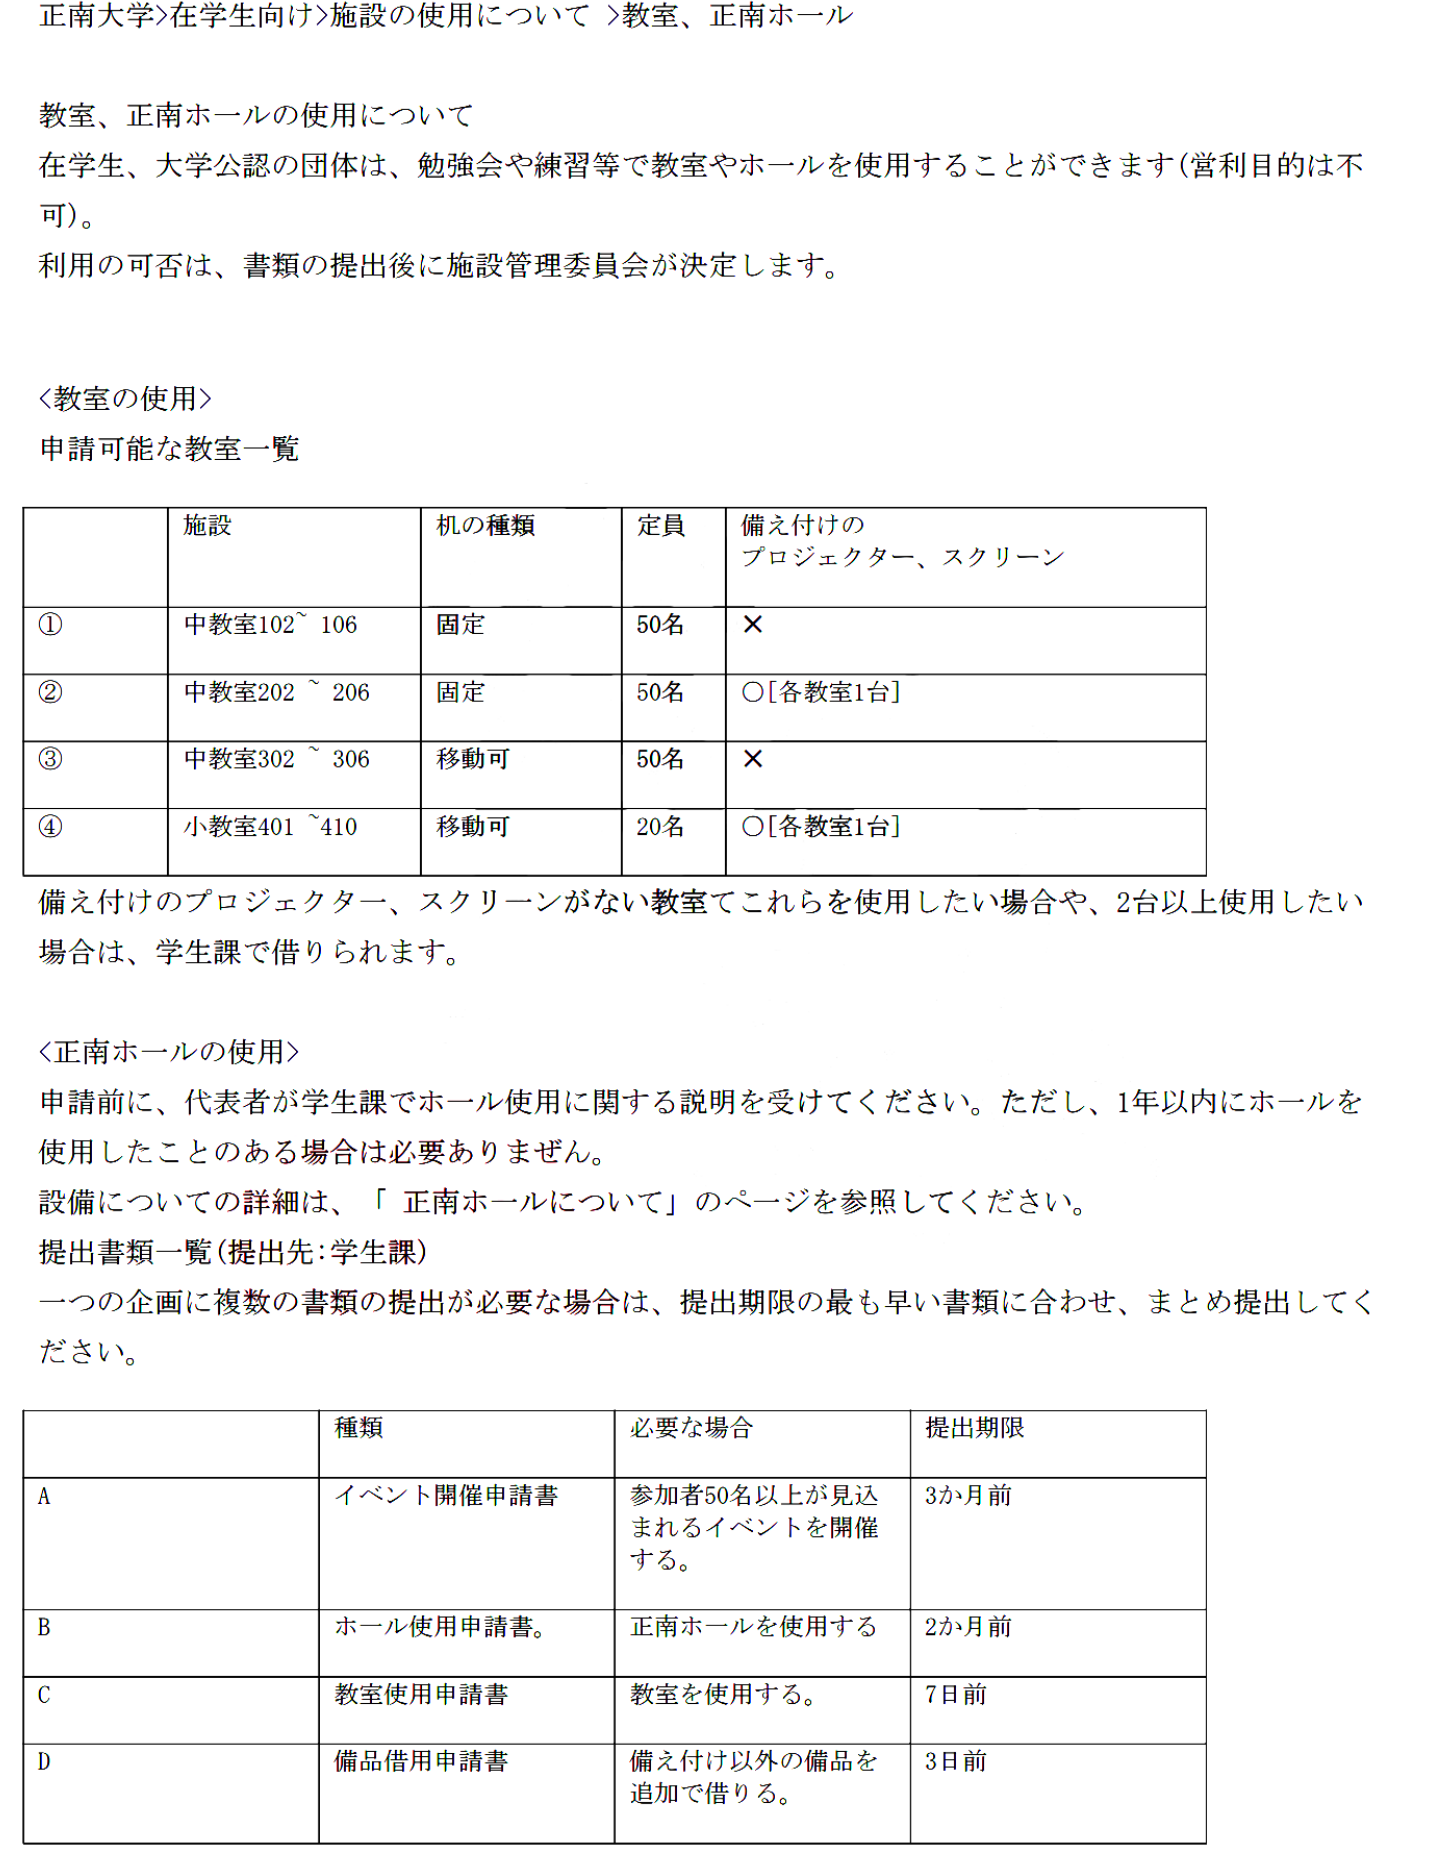 正南大学>在学生向け>施設の使用について >教室、正南ホール
教室、正南ホールの使用について
在学生、大学公認の団体は、勉強会や練習等で教室やホールを使用することができます(営利目的は不
可)。
利用の可否は、書類の提出後に施設管理委員会が決定します。
<教室の使用>
申請可能な教室一覧
施設 机の種類 定員 備え付けの
プロジェクター、スクリーン
① 中教室102~ 106 固定 50名 ×
② 中教室202 ~ 206 固定 50名 ○[各教室1台]
③ 中教室302 ~ 306 移動可 50名 ×
④ 小教室401 ~410 移動可 20名 ○[各教室1台]
備え付けのプロジェクター、スクリーンがない教室てこれらを使用したい場合や、2台以上使用したい
場合は、学生課で借りられます。
<正南ホールの使用>
申請前に、代表者が学生課でホール使用に関する説明を受けてください。ただし、1年以内にホールを
使用したことのある場合は必要ありまぜん。
設備についての詳細は、「 正南ホールについて」のページを参照してください。
提出書類一覧(提出先:学生課)
一つの企画に複数の書類の提出が必要な場合は、提出期限の最も早い書類に合わせ、まとめ提出してく
ださい。
種類 必要な場合 提出期限
A イベント開催申請書 参加者50名以上が見込 3か月前
まれるイベントを開催
する。
B ホール使用申請書。 正南ホールを使用する 2か月前
C 教室使用申請書 教室を使用する。 7日前
D 備品借用申請書 備え付け以外の備品を 3日前
追加で借りる。